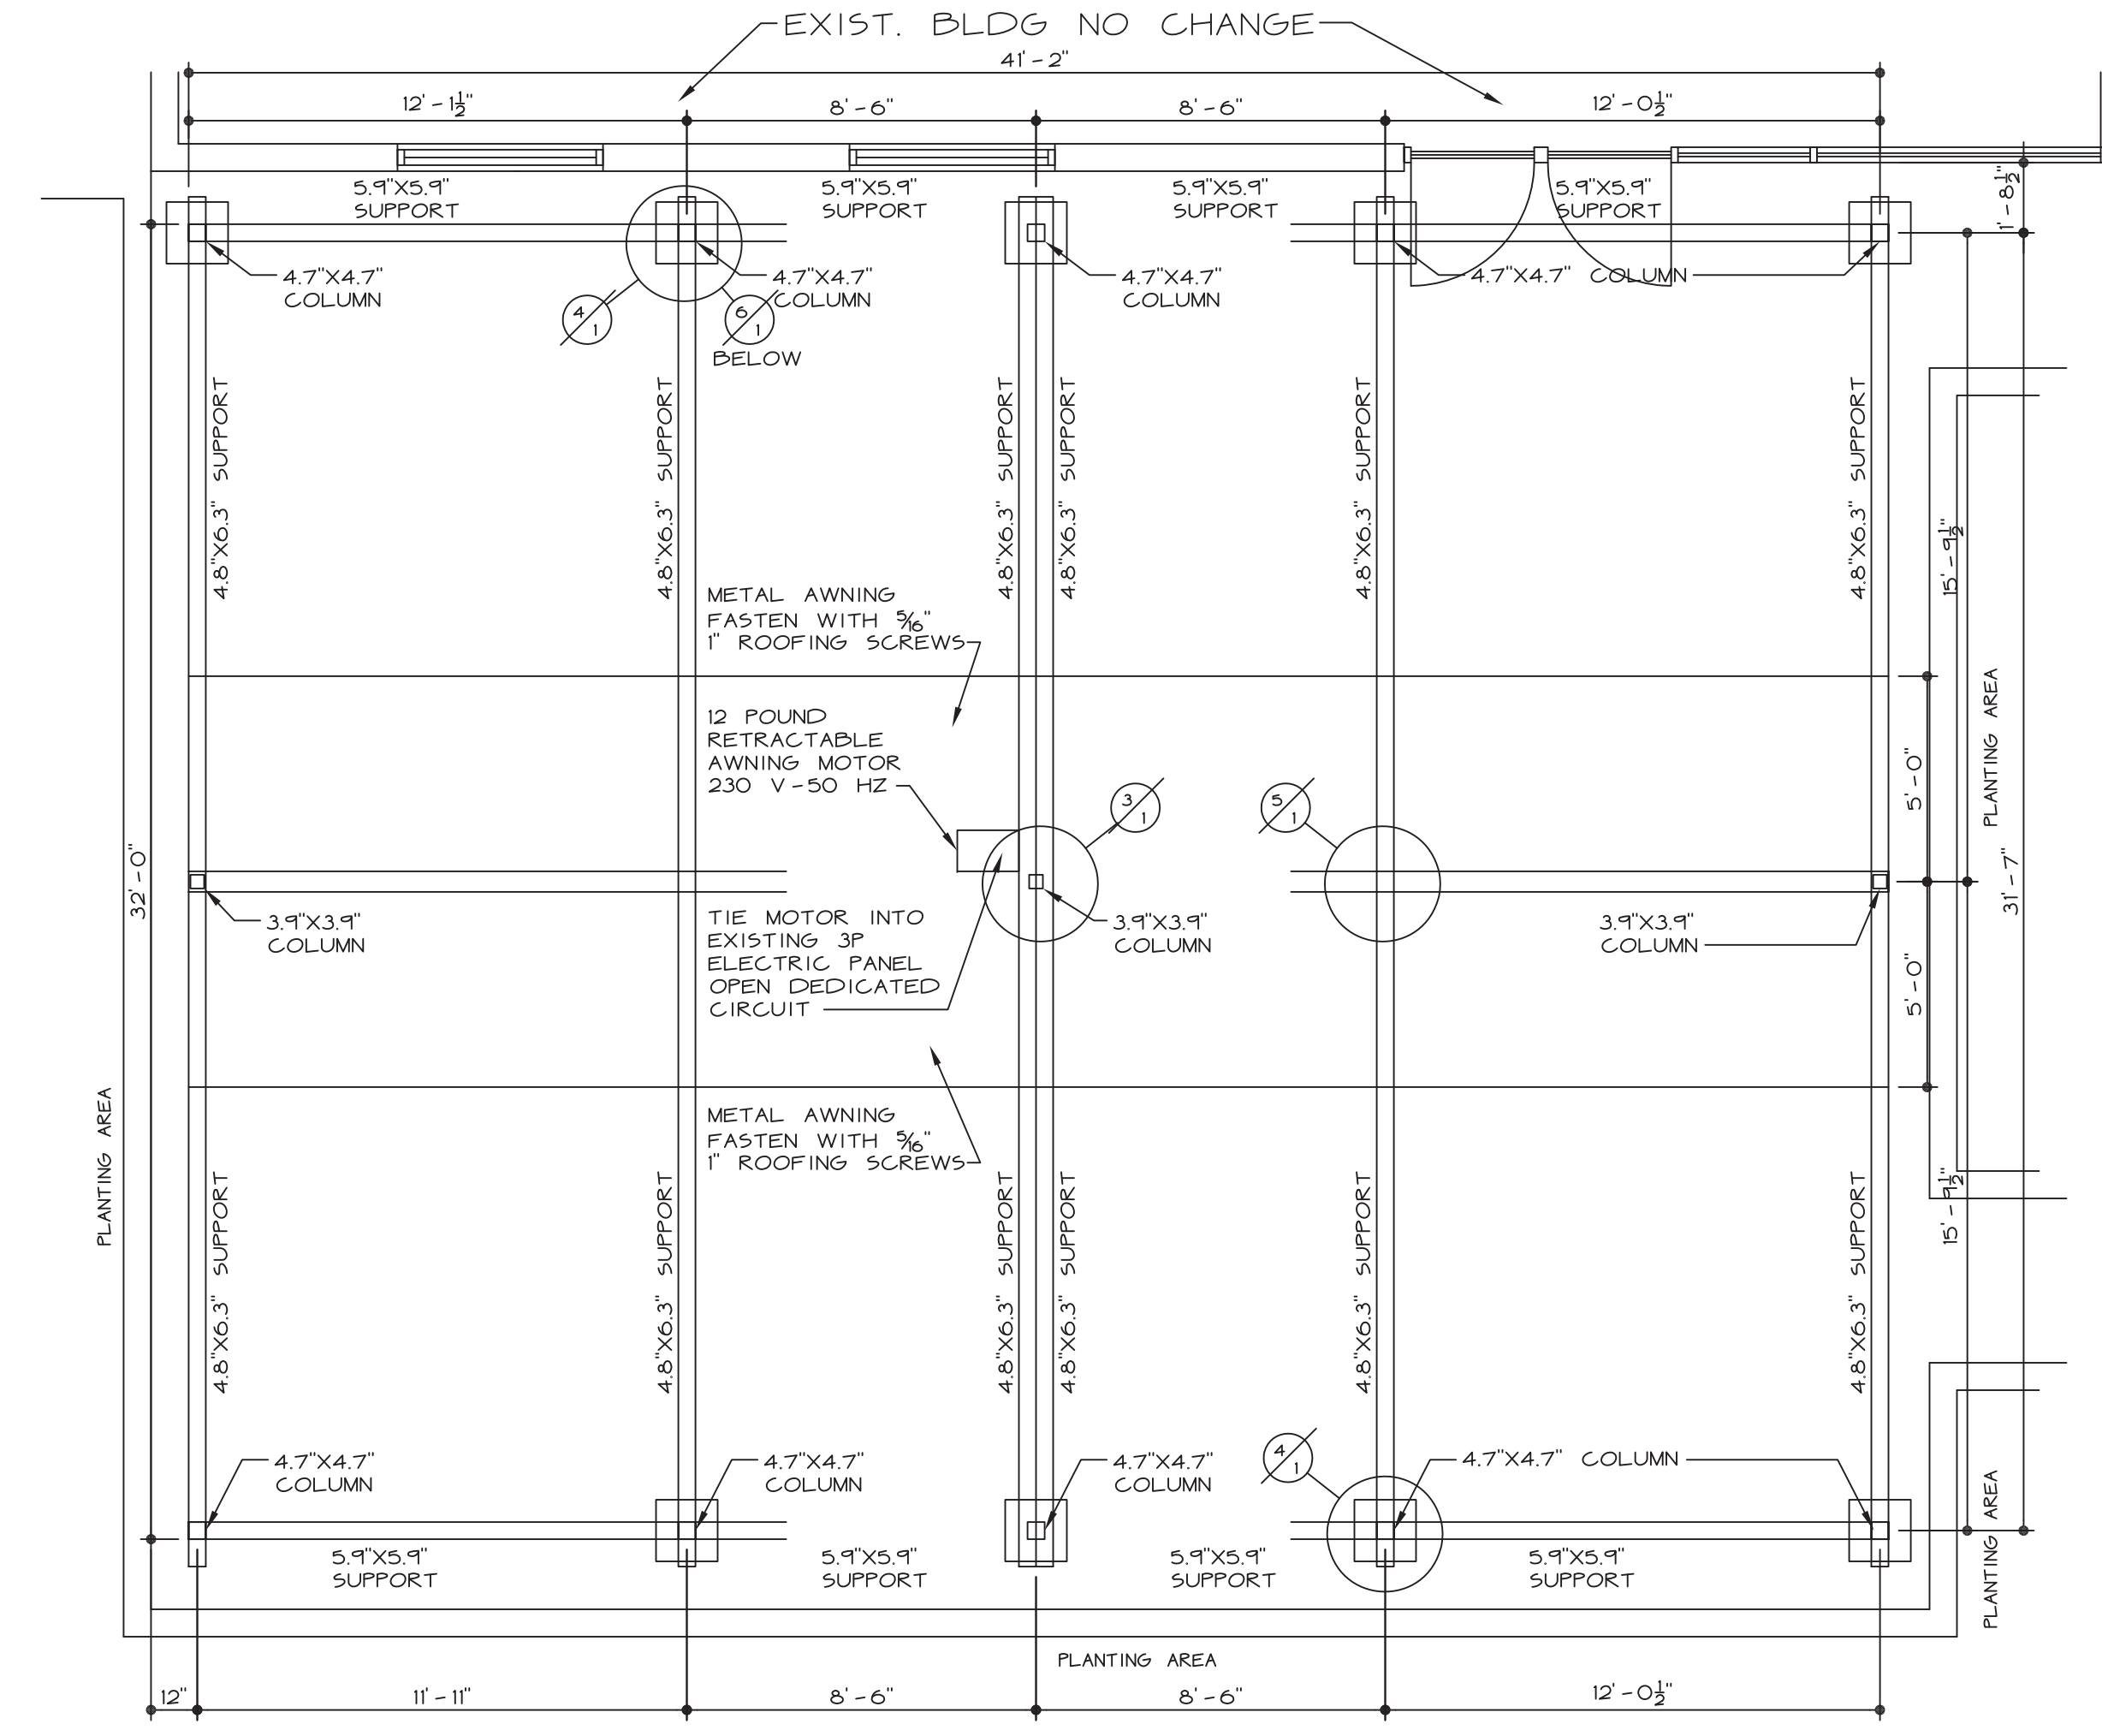 EXIST. BLDG NO CHANGE
41'-2"
12'-1½"
8'-6"
8'-6"
12'-0½"
1'-8½"
5.9"X5.9"
SUPPORT
5.9"X5.9"
SUPPORT
5.9"X5.9"
SUPPORT
5.9"X5.9"
SUPPORT
4.7"X4.7"
COLUMN
4.7"X4.7"
COLUMN
4.7"X4.7"
COLUMN
4.7"X4.7" COLUMN
4
1
6
1
BELOW
4.8"X6.3" SUPPORT
4.8"X6.3" SUPPORT
4.8"X6.3" SUPPORT
4.8"X6.3" SUPPORT
4.8"X6.3" SUPPORT
4.8"X6.3" SUPPORT
15'-9½"
METAL AWNING
FASTEN WITH 5/16"
1" ROOFING SCREWS
12 POUND
RETRACTABLE
AWNING MOTOR
230 V-50 HZ
3
1
5
1
5'-0"
PLANTING AREA
32'-0"
31'-7"
3.9"X3.9"
COLUMN
TIE MOTOR INTO
EXISTING 3P
ELECTRIC PANEL
OPEN DEDICATED
CIRCUIT
3.9"X3.9"
COLUMN
3.9"X3.9"
COLUMN
5'-0"
METAL AWNING
FASTEN WITH 5/16"
1" ROOFING SCREWS
PLANTING AREA
15'-9½"
4.8"X6.3" SUPPORT
4.8"X6.3" SUPPORT
4.8"X6.3" SUPPORT
4.8"X6.3" SUPPORT
4.8"X6.3" SUPPORT
4.8"X6.3" SUPPORT
4.7"X4.7"
COLUMN
4.7"X4.7"
COLUMN
4.7"X4.7"
COLUMN
4
1
4.7"X4.7" COLUMN
PLANTING AREA
5.9"X5.9"
SUPPORT
5.9"X5.9"
SUPPORT
5.9"X5.9"
SUPPORT
5.9"X5.9"
SUPPORT
PLANTING AREA
12"
11'-11"
8'-6"
8'-6"
12'-0½"